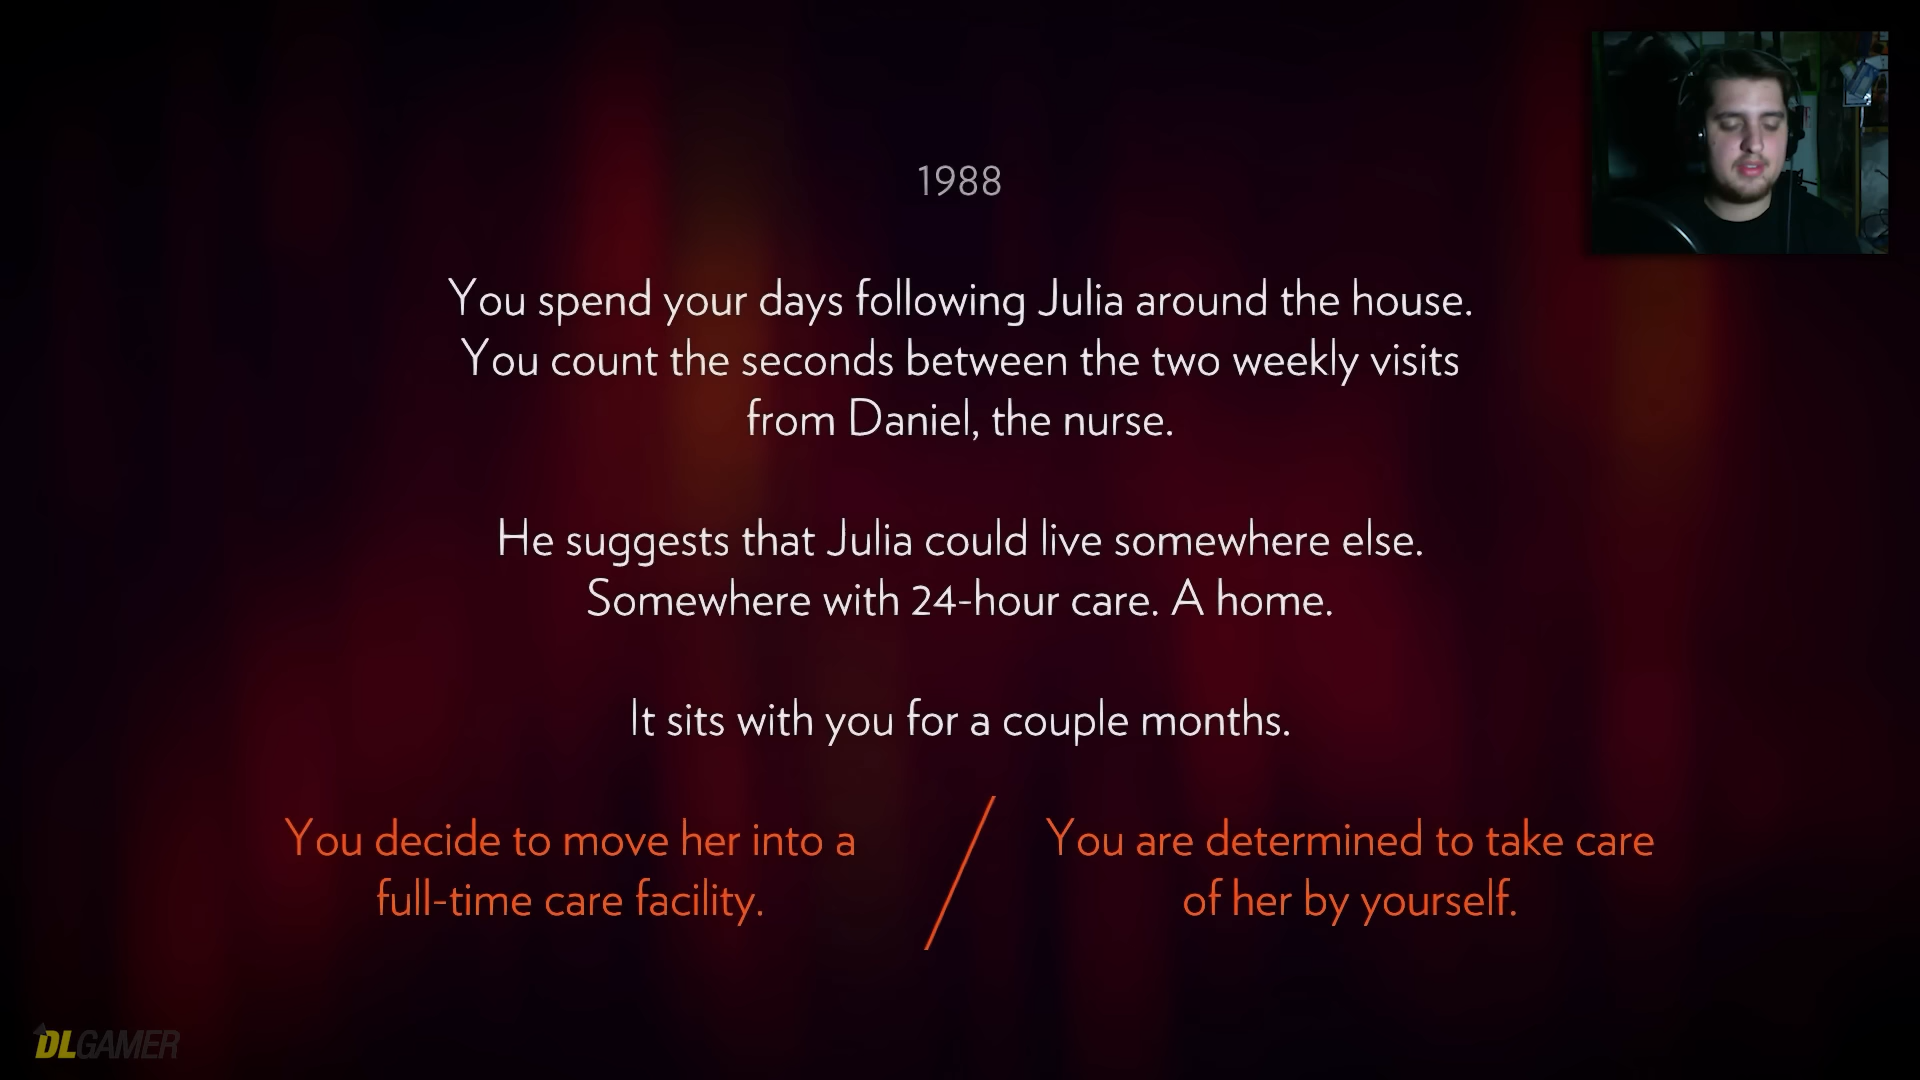 1988
You spend your days following Julia around the house.
You count the seconds between the two weekly visits
from Daniel, the nurse.
He suggests that Julia could live somewhere else.
Somewhere with 24-hour care. A home.
It sits with you for a couple months.
You decide to move her into a
full-time care facility.
You are determined to take care
of her by yourself.
DLGAMER